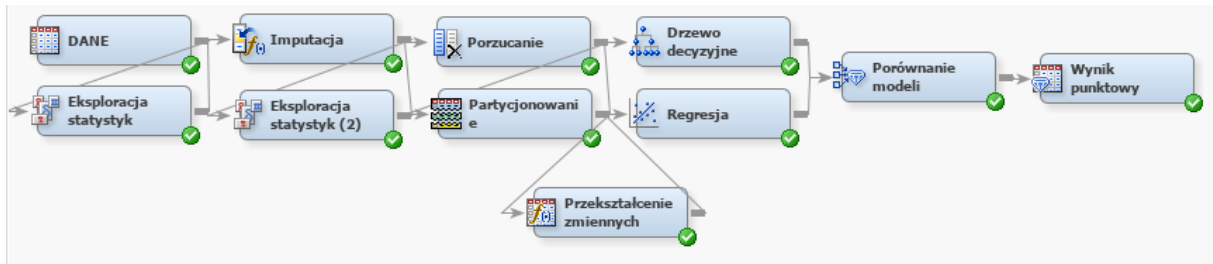 DANE
Imputacja
Porzucanie
Drzewo
decyzyjne
Porównanie
modeli
Wynik
punktowy
Eksploracja
statystyk
Eksploracja
statystyk (2)
Partycjonowani
e
Regresja
Przekształcenie
zmiennych